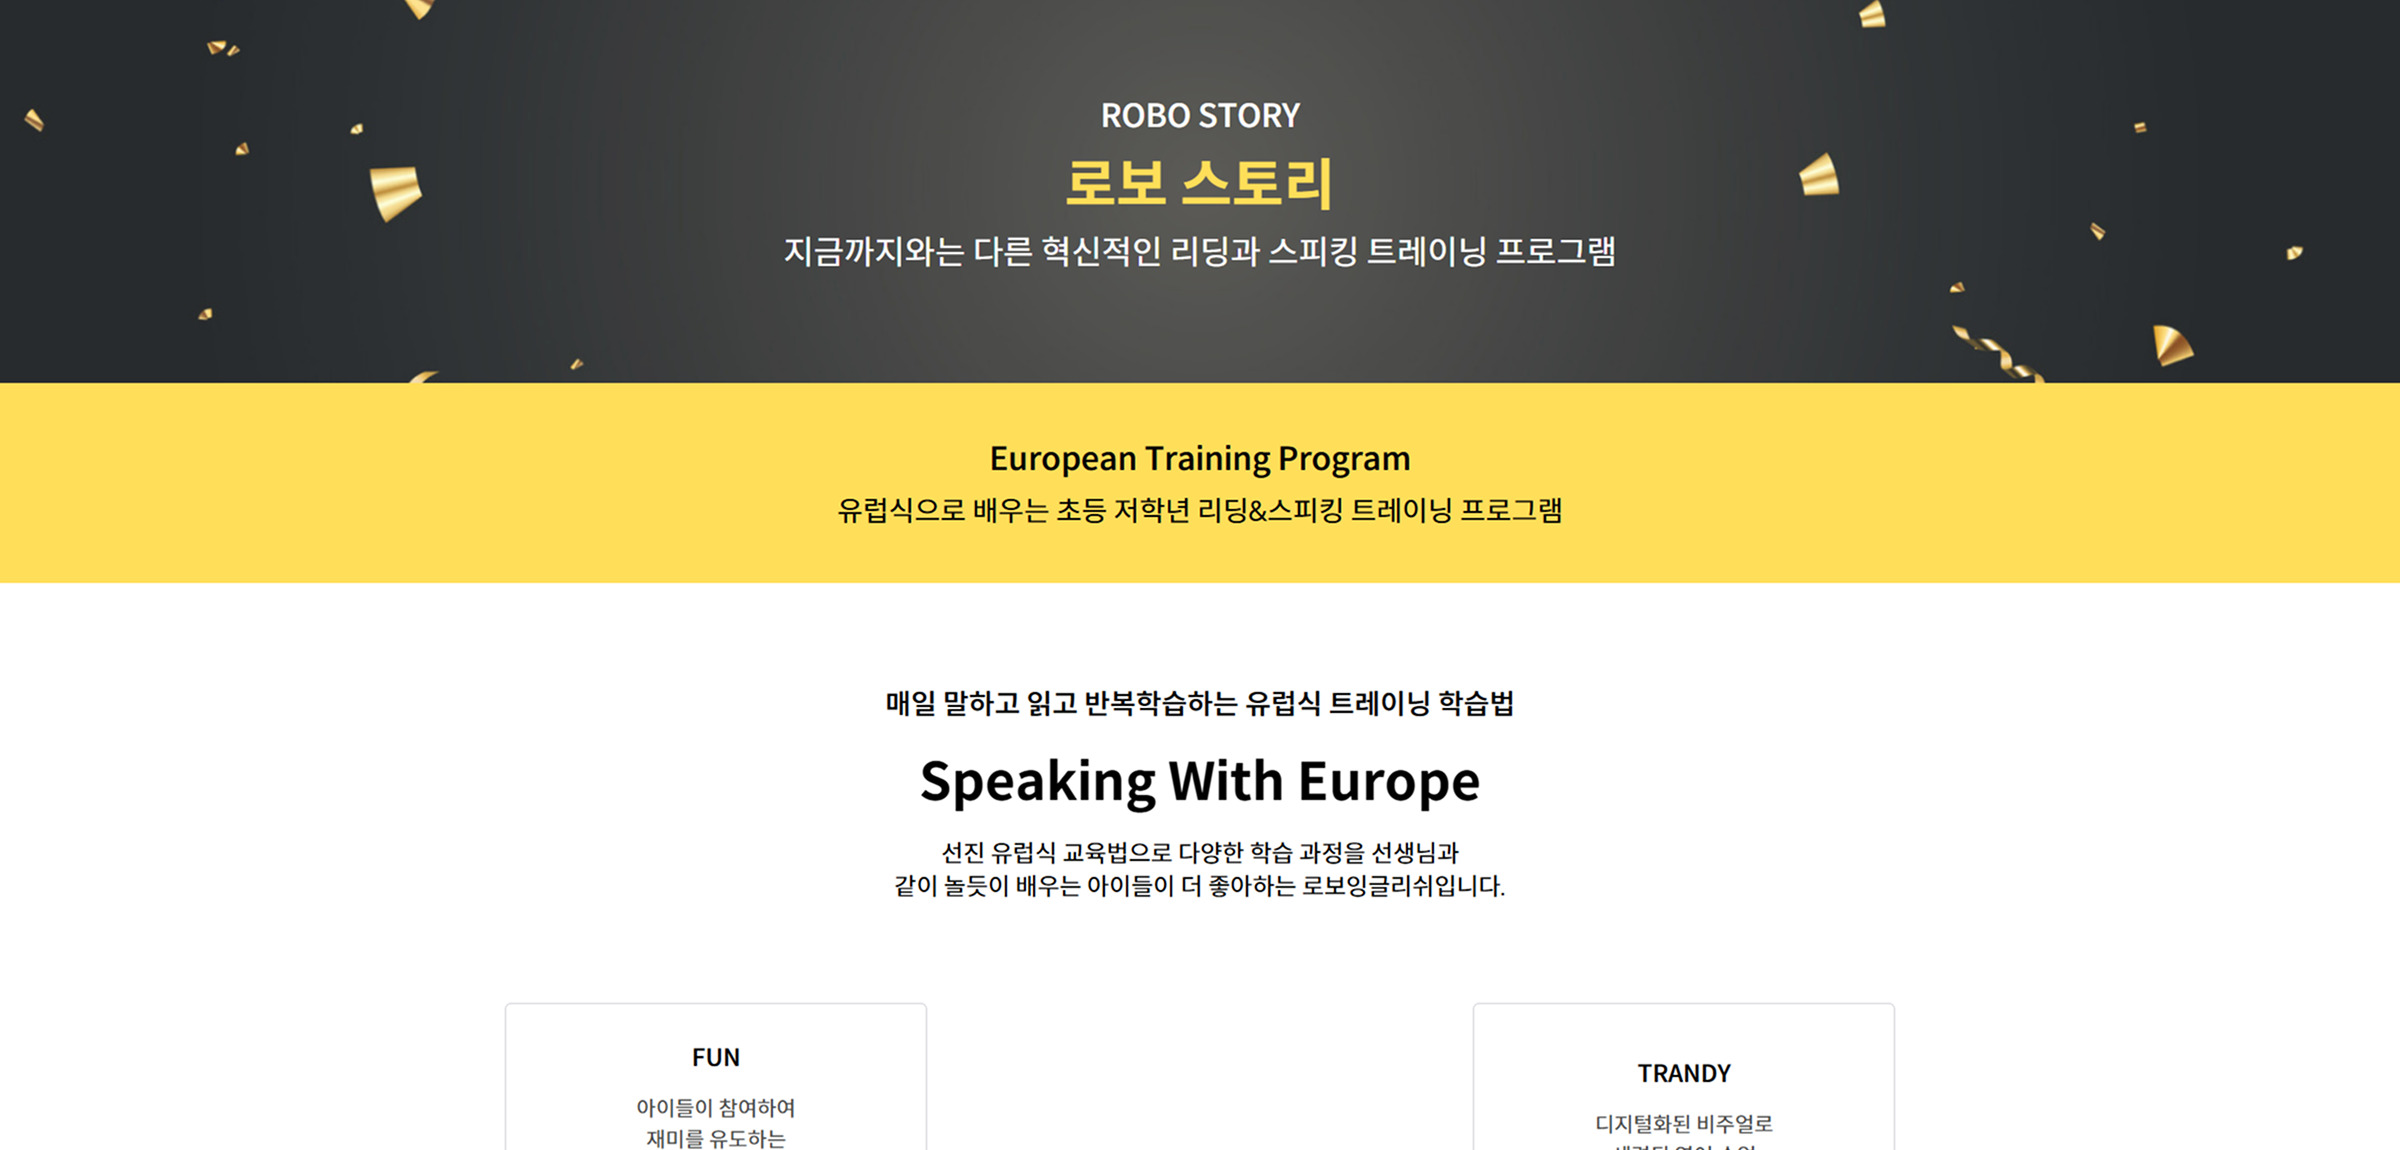 ROBO STORY
로보 스토리
지금까지와는 다른 혁신적인 리딩과 스피킹 트레이닝 프로그램
European Training Program
유럽식으로 배우는 초등 저학년 리딩&스피킹 트레이닝 프로그램
매일 말하고 읽고 반복학습하는 유럽식 트레이닝 학습법
Speaking With Europe
선진 유럽식 교육법으로 다양한 학습 과정을 선생님과
같이 놀듯이 배우는 아이들이 더 좋아하는 로보잉글리쉬입니다.
FUN
아이들이 참여하여
재미를 유도하는
TRANDY
디지털화된 비주얼로